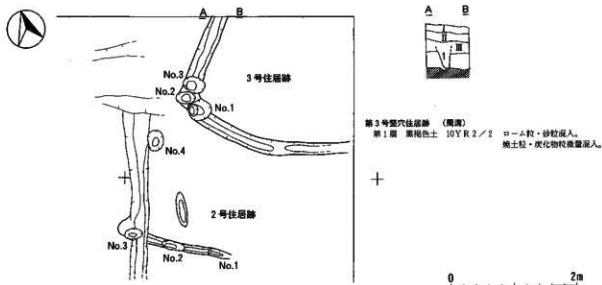 A B
A B
II
III
1
No.3
No.2
No.1
3号住居跡
第3号竪穴住居跡 (周溝)
第1層 黒褐色土 10YR2/2 ローム粒・砂粒混入。
焼土粒・炭化物粒微量混入。
No.4
2号住居跡
No.3
No.2
No.1
0 2m